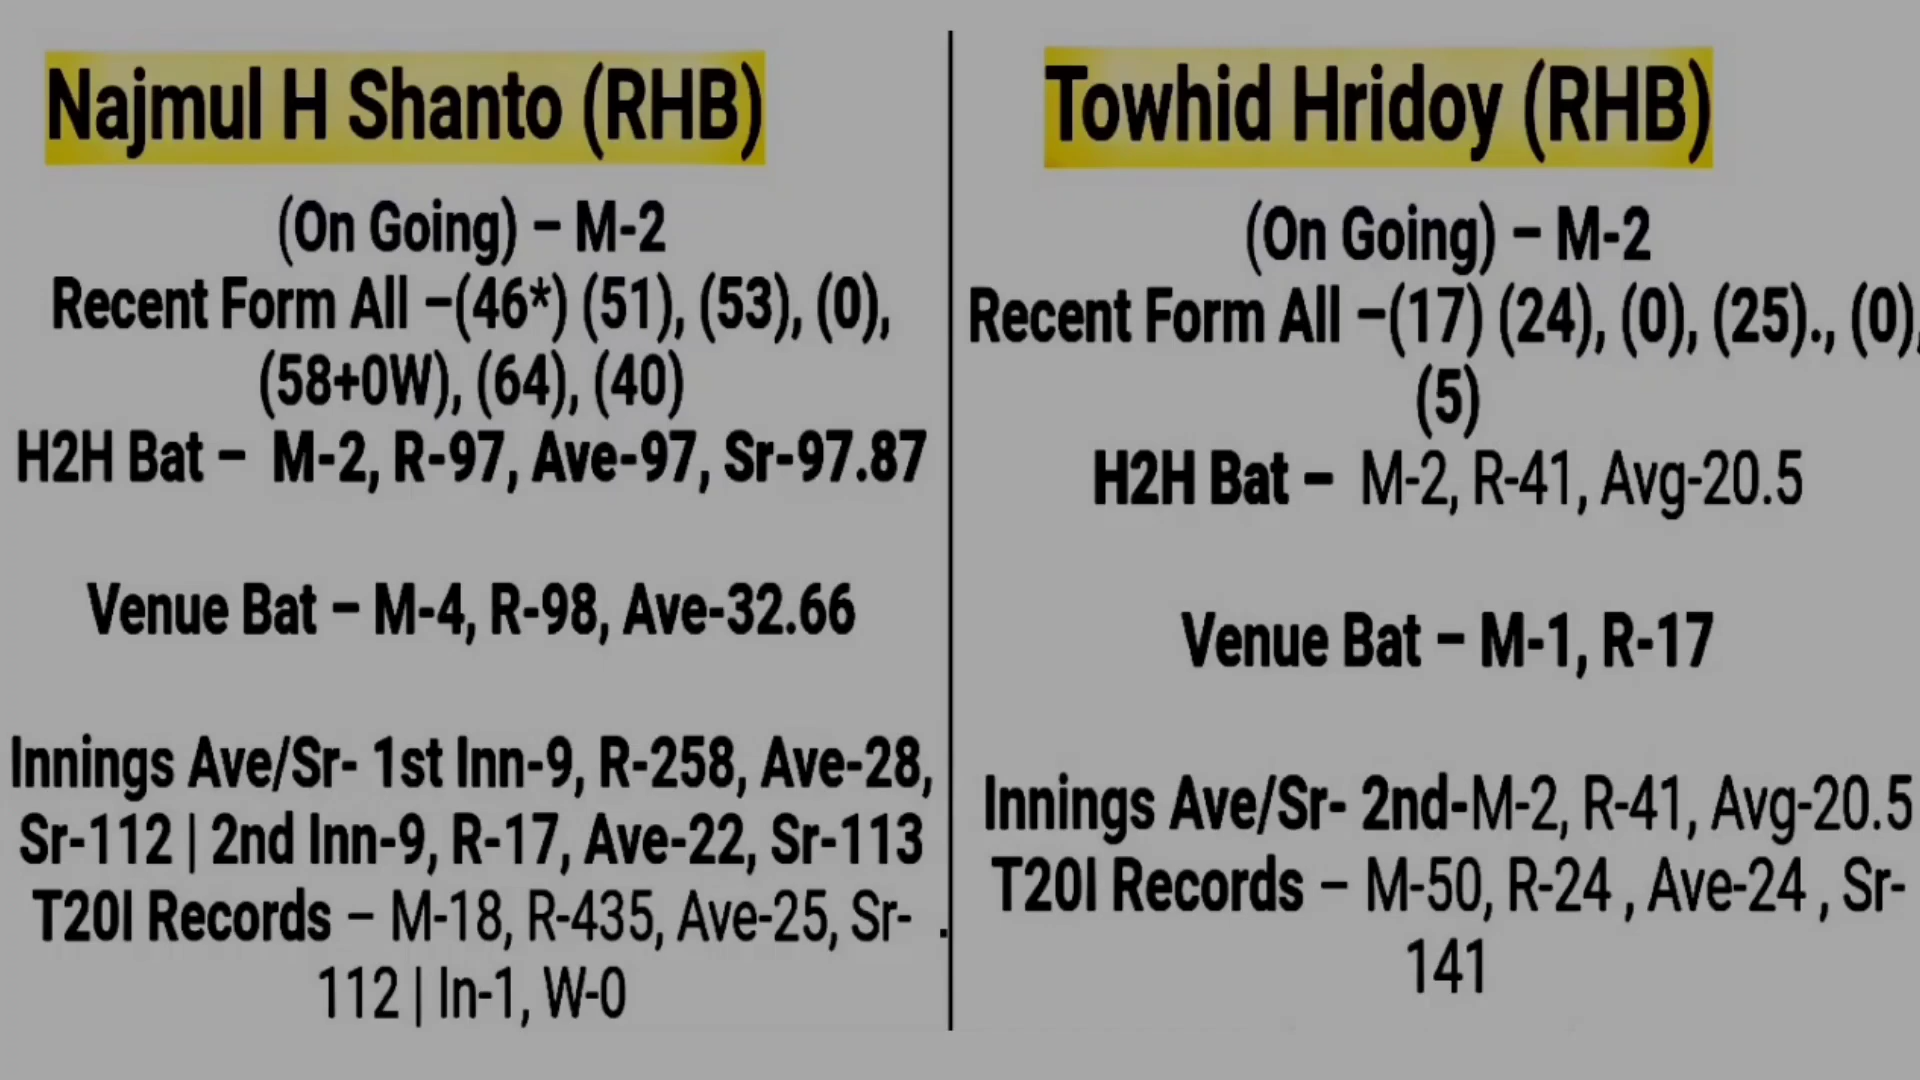 Najmul H Shanto (RHB)
(On Going) – M-2
Recent Form All –(46*) (51), (53), (0),
(58+0W), (64), (40)
H2H Bat – M-2, R-97, Ave-97, Sr-97.87
Venue Bat – M-4, R-98, Ave-32.66
Innings Ave/Sr- 1st Inn-9, R-258, Ave-28,
Sr-112 | 2nd Inn-9, R-17, Ave-22, Sr-113
T20I Records – M-18, R-435, Ave-25, Sr- .
112 | In-1, W-0
Towhid Hridoy (RHB)
(On Going) – M-2
Recent Form All –(17) (24), (0), (25)., (0),
(5)
H2H Bat – M-2, R-41, Avg-20.5
Venue Bat – M-1, R-17
Innings Ave/Sr- 2nd-M-2, R-41, Avg-20.5
T20I Records – M-50, R-24 , Ave-24 , Sr-
141